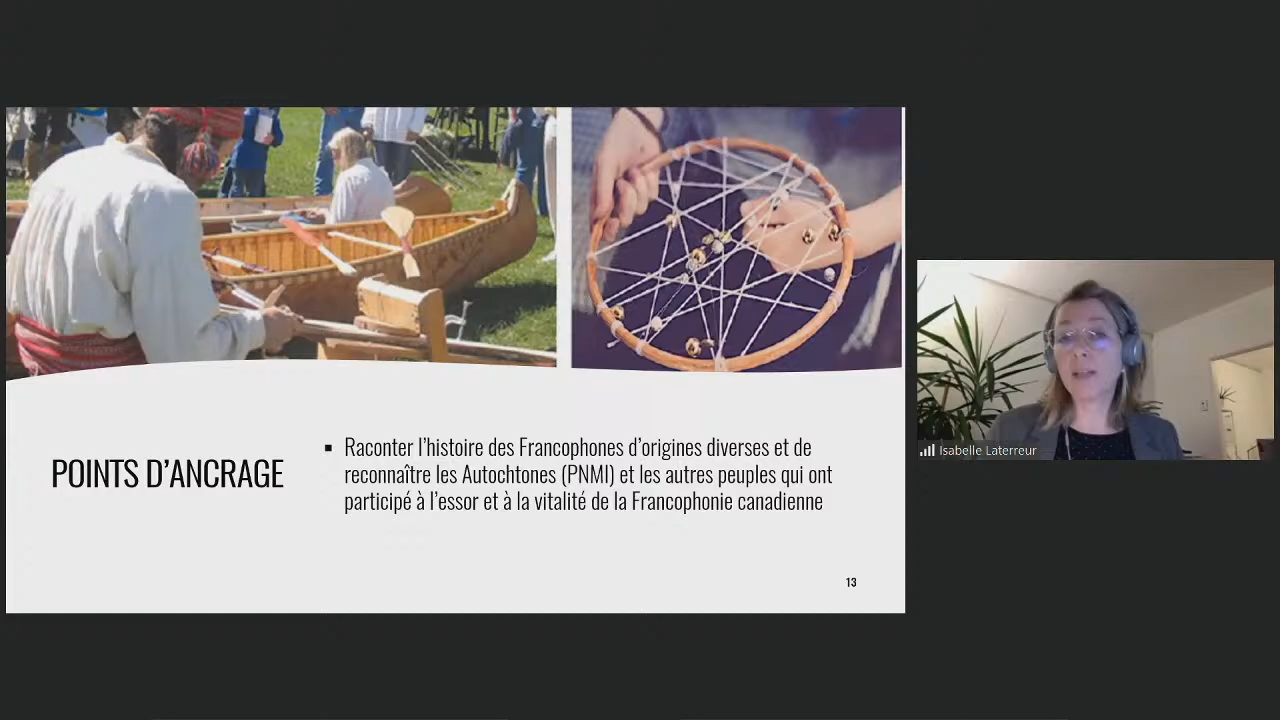 POINTS D'ANCRAGE
▪ Raconter l'histoire des Francophones d'origines diverses et de
reconnaître les Autochtones (PNMI) et les autres peuples qui ont
participé à l'essor et à la vitalité de la Francophonie canadienne
13
Isabelle Laterreur